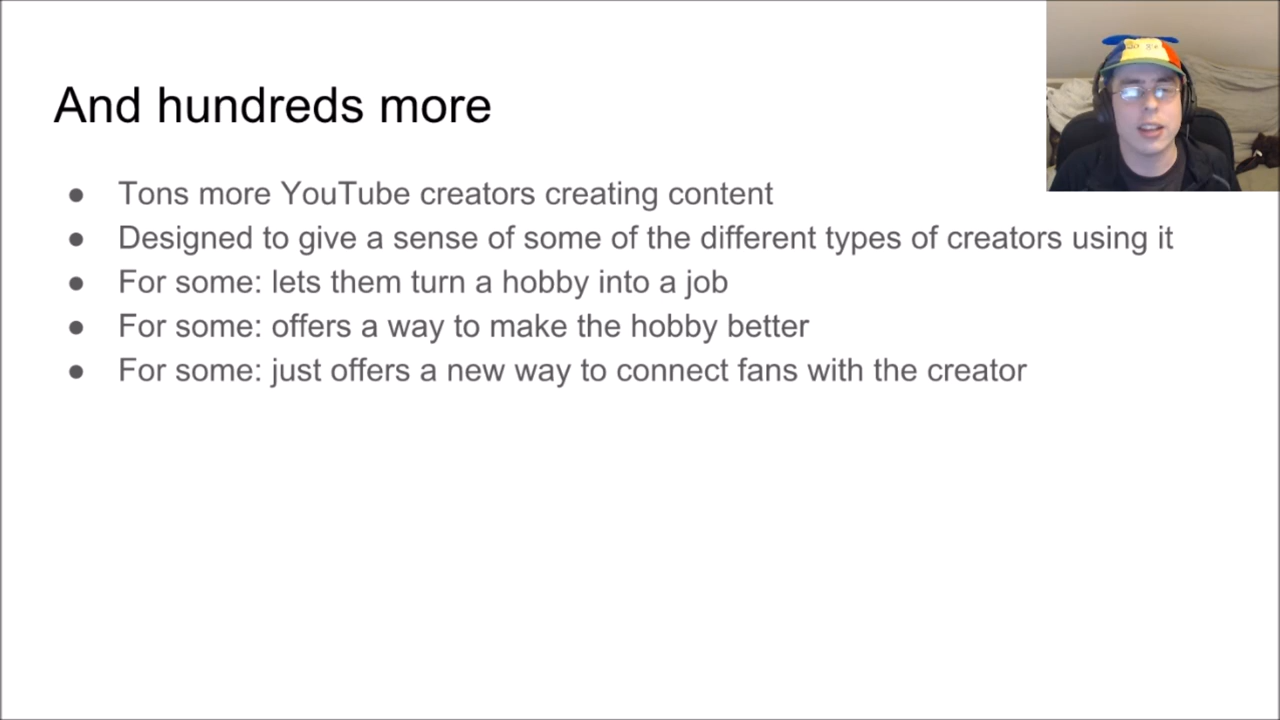 And hundreds more
● Tons more YouTube creators creating content
● Designed to give a sense of some of the different types of creators using it
● For some: lets them turn a hobby into a job
● For some: offers a way to make the hobby better
● For some: just offers a new way to connect fans with the creator